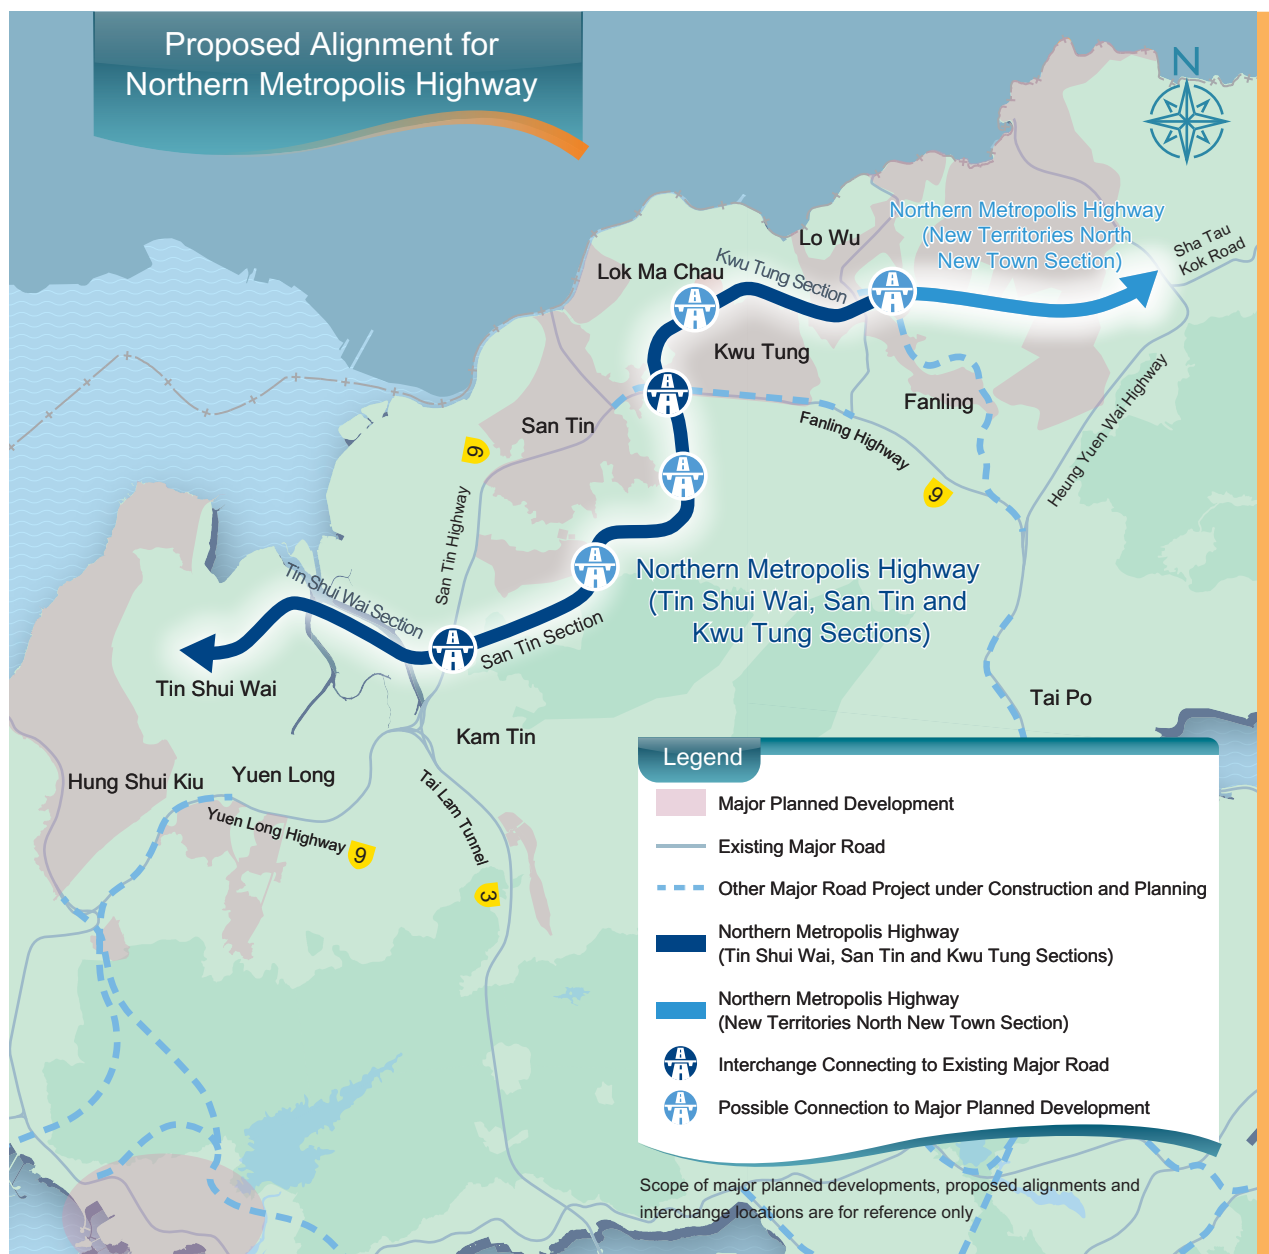 Proposed Alignment for
Northern Metropolis Highway
N
Northern Metropolis Highway
(New Territories North
New Town Section)
Sha Tau
Kok Road
Lo Wu
Lok Ma Chau
Kwu Tung Section
Kwu Tung
Fanling
San Tin
Fanling Highway
Heung Yuen Wai Highway
9
9
San Tin Highway
Northern Metropolis Highway
(Tin Shui Wai, San Tin and
Kwu Tung Sections)
Tin Shui Wai Section
San Tin Section
Tin Shui Wai
Tai Po
Kam Tin
Hung Shui Kiu
Yuen Long
Tai Lam Tunnel
Yuen Long Highway
9
3
Legend
Major Planned Development
Existing Major Road
Other Major Road Project under Construction and Planning
Northern Metropolis Highway
(Tin Shui Wai, San Tin and Kwu Tung Sections)
Northern Metropolis Highway
(New Territories North New Town Section)
Interchange Connecting to Existing Major Road
Possible Connection to Major Planned Development
Scope of major planned developments, proposed alignments and
interchange locations are for reference only